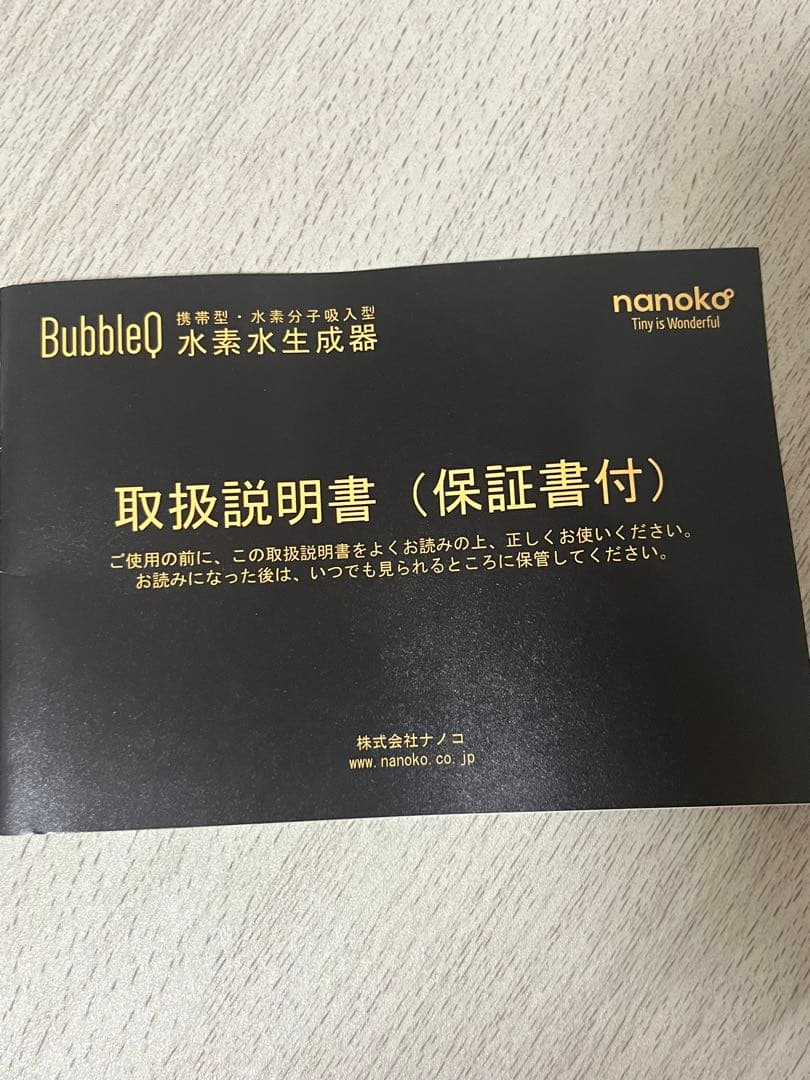 BubbleQ
携帯型・水素分子吸入型
水素水生成器
nanoko
Tiny is Wonderful
取扱説明書（保証書付）
ご使用の前に、この取扱説明書をよくお読みの上、正しくお使いください。
お読みになった後は、いつでも見られるところに保管してください。
株式会社ナノコ
www.nanoko.co.jp